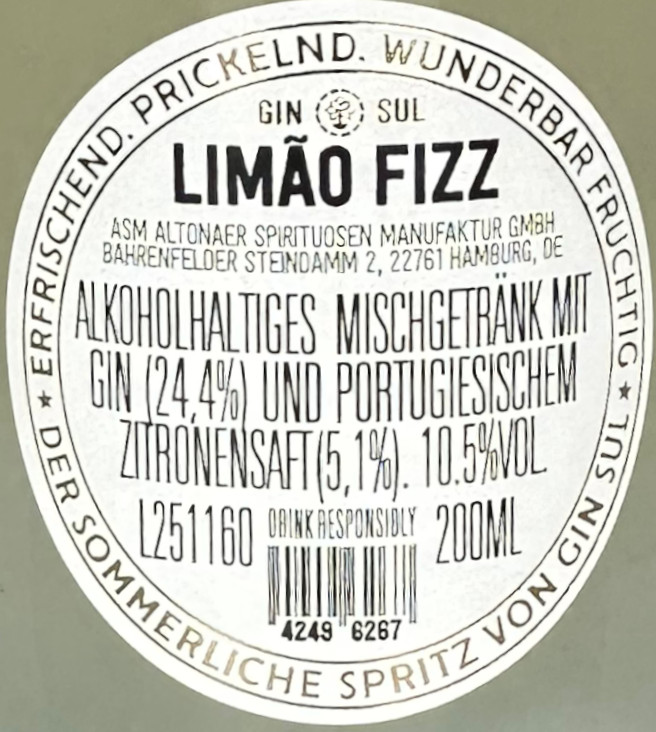 ★ ERFRISCHEND. PRICKELND. WUNDERBAR FRUCHTIG ★
GIN SUL
LIMÃO FIZZ
ASM ALTONAER SPIRITUOSEN MANUFAKTUR GMBH
BAHRENFELDER STEINDAMM 2, 22761 HAMBURG, DE
ALKOHOLHALTIGES MISCHGETRÄNK MIT
GIN (24,4%) UND PORTUGIESISCHEM
ZITRONENSAFT(5,1%). 10.5%VOL.
L251160 DRINK RESPONSIBLY 200ML
4249 6267
DER SOMMERLICHE SPRITZ VON GIN SUL